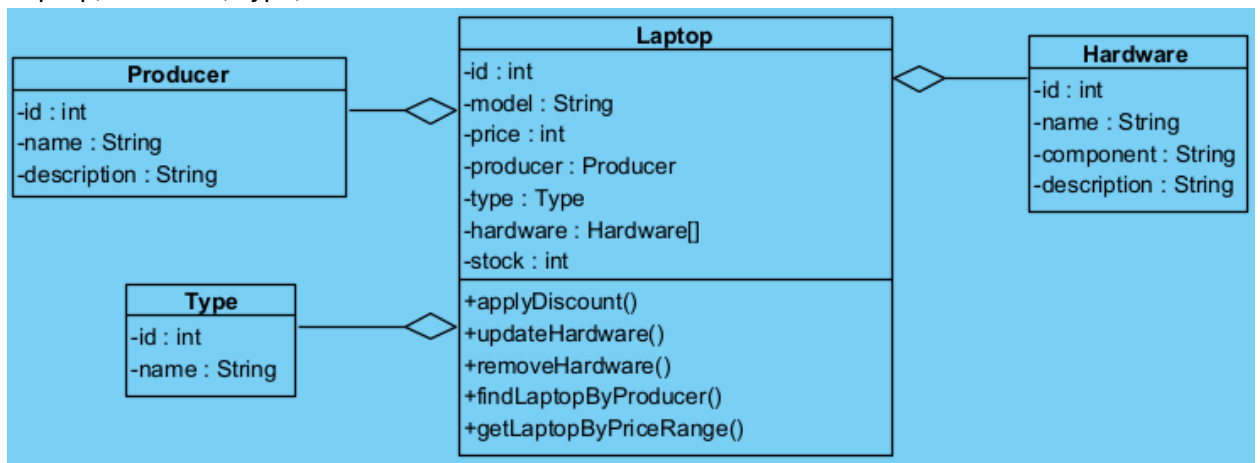 Producer
-id : int
-name : String
-description : String
Type
-id : int
-name : String
Laptop
-id : int
-model : String
-price : int
-producer : Producer
-type : Type
-hardware : Hardware[]
-stock : int
+applyDiscount()
+updateHardware()
+removeHardware()
+findLaptopByProducer()
+getLaptopByPriceRange()
Hardware
-id : int
-name : String
-component : String
-description : String